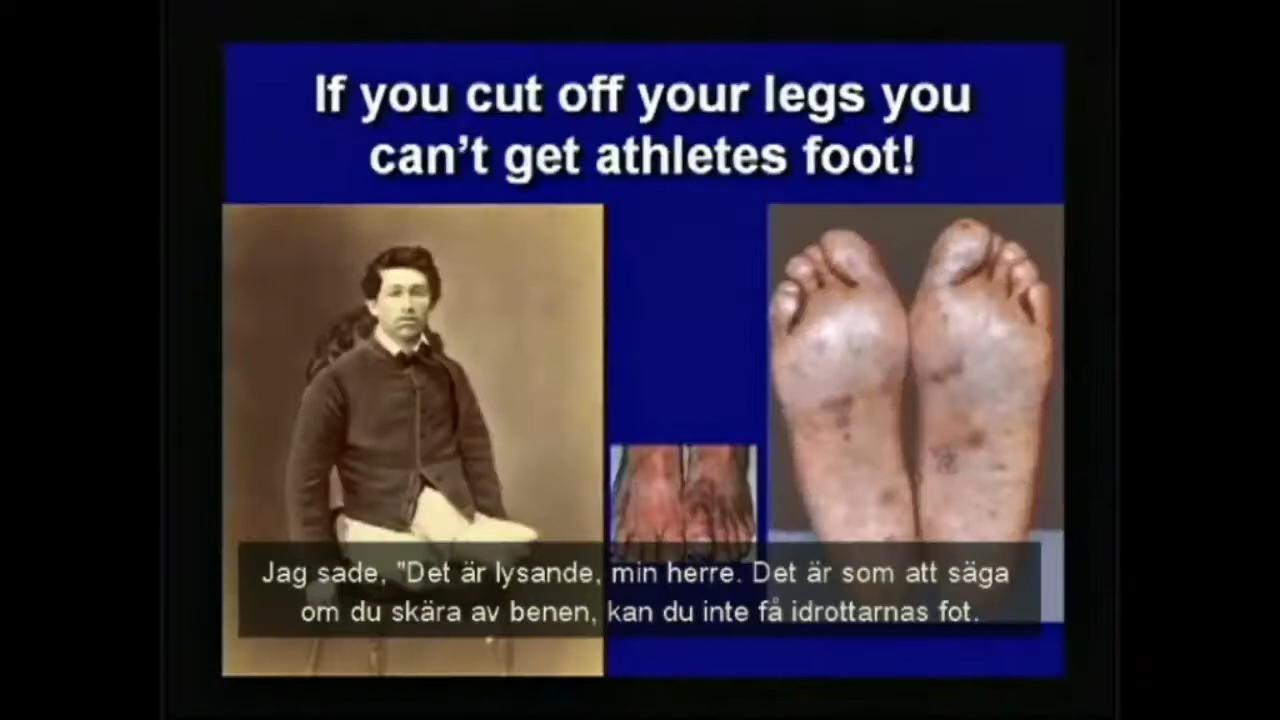 If you cut off your legs you
can't get athletes foot!
Jag sade, "Det är lysande, min herre. Det är som att säga
om du skära av benen, kan du inte få idrottarnas fot.